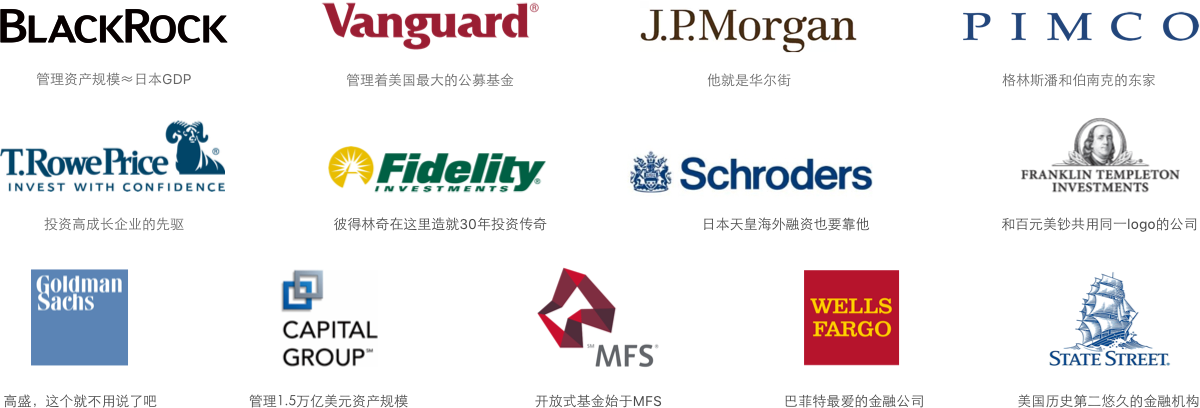 BLACKROCK
Vanguard®
J.P.Morgan
PIMCO
管理资产规模≈日本GDP
管理着美国最大的公募基金
他就是华尔街
格林斯潘和伯南克的东家
T.RowePrice®
INVEST WITH CONFIDENCE
Fidelity®
INVESTMENTS
Schroders
FRANKLIN TEMPLETON
INVESTMENTS
投资高成长企业的先驱
彼得林奇在这里造就30年投资传奇
日本天皇海外融资也要靠他
和百元美钞共用同一logo的公司
Goldman
Sachs
CAPITAL
GROUP℠
℠MFS®
WELLS
FARGO
STATE STREET.
高盛，这个就不用说了吧
管理1.5万亿美元资产规模
开放式基金始于MFS
巴菲特最爱的金融公司
美国历史第二悠久的金融机构